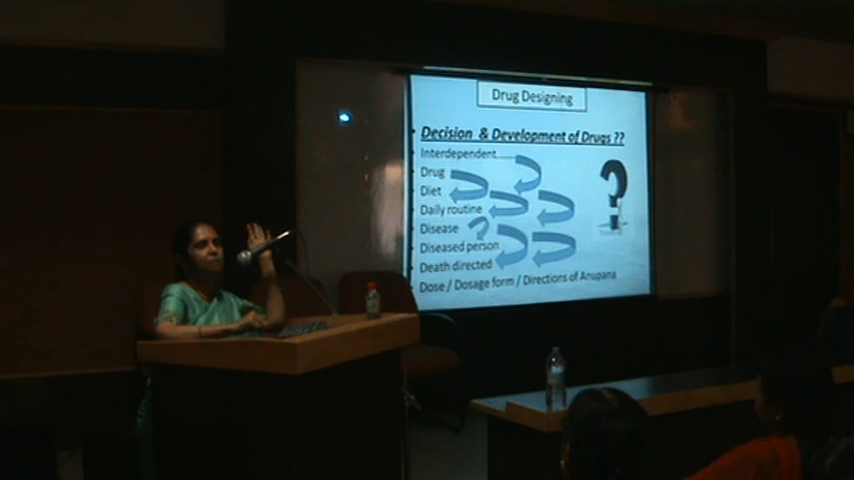 Drug Designing
Decision & Development of Drugs ??
Interdependent
Drug
Diet
Daily routine
Disease
Diseased person
Death directed
Dose / Dosage form / Directions of Anupana
?